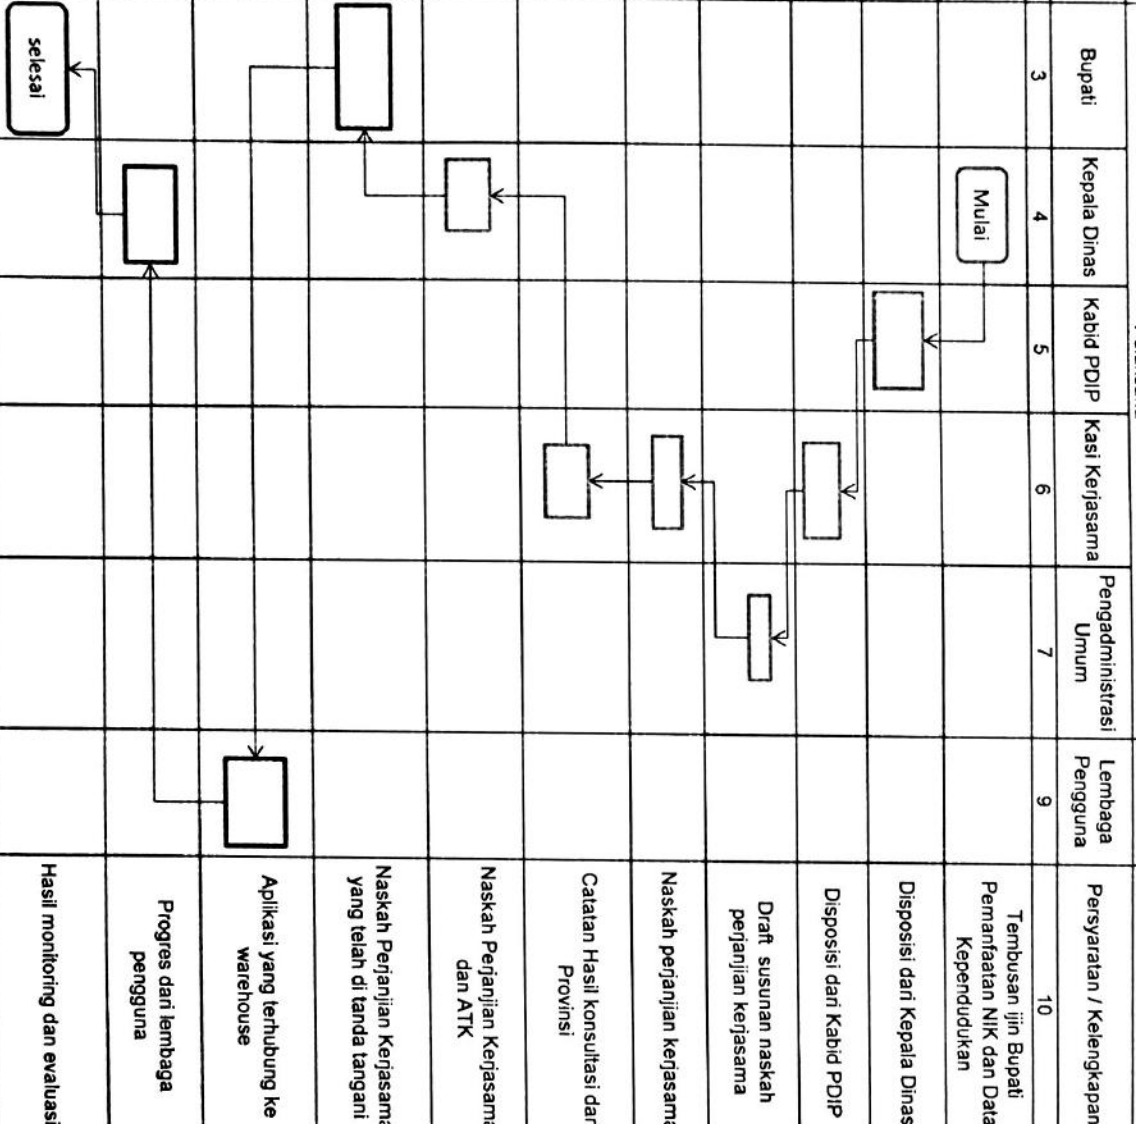 Bupati
Kepala Dinas
Kabid PDIP
Kasi Kerjasama
Pengadministrasi
Umum
Lembaga
Pengguna
Persyaratan / Kelengkapan
3
4
5
6
7
9
10
Mulai
Tembusan ijin Bupati
Pemanfaatan NIK dan Data
Kependudukan
Disposisi dari Kepala Dinas
Disposisi dari Kabid PDIP
Draft susunan naskah
perjanjian kerjasama
Naskah perjanjian kerjasama
Catatan Hasil konsultasi dari
Provinsi
Naskah Perjanjian Kerjasama
dan ATK
Naskah Perjanjian Kerjasama
yang telah di tanda tangani
Aplikasi yang terhubung ke
warehouse
Progres dari lembaga
pengguna
selesai
Hasil monitoring dan evaluasi